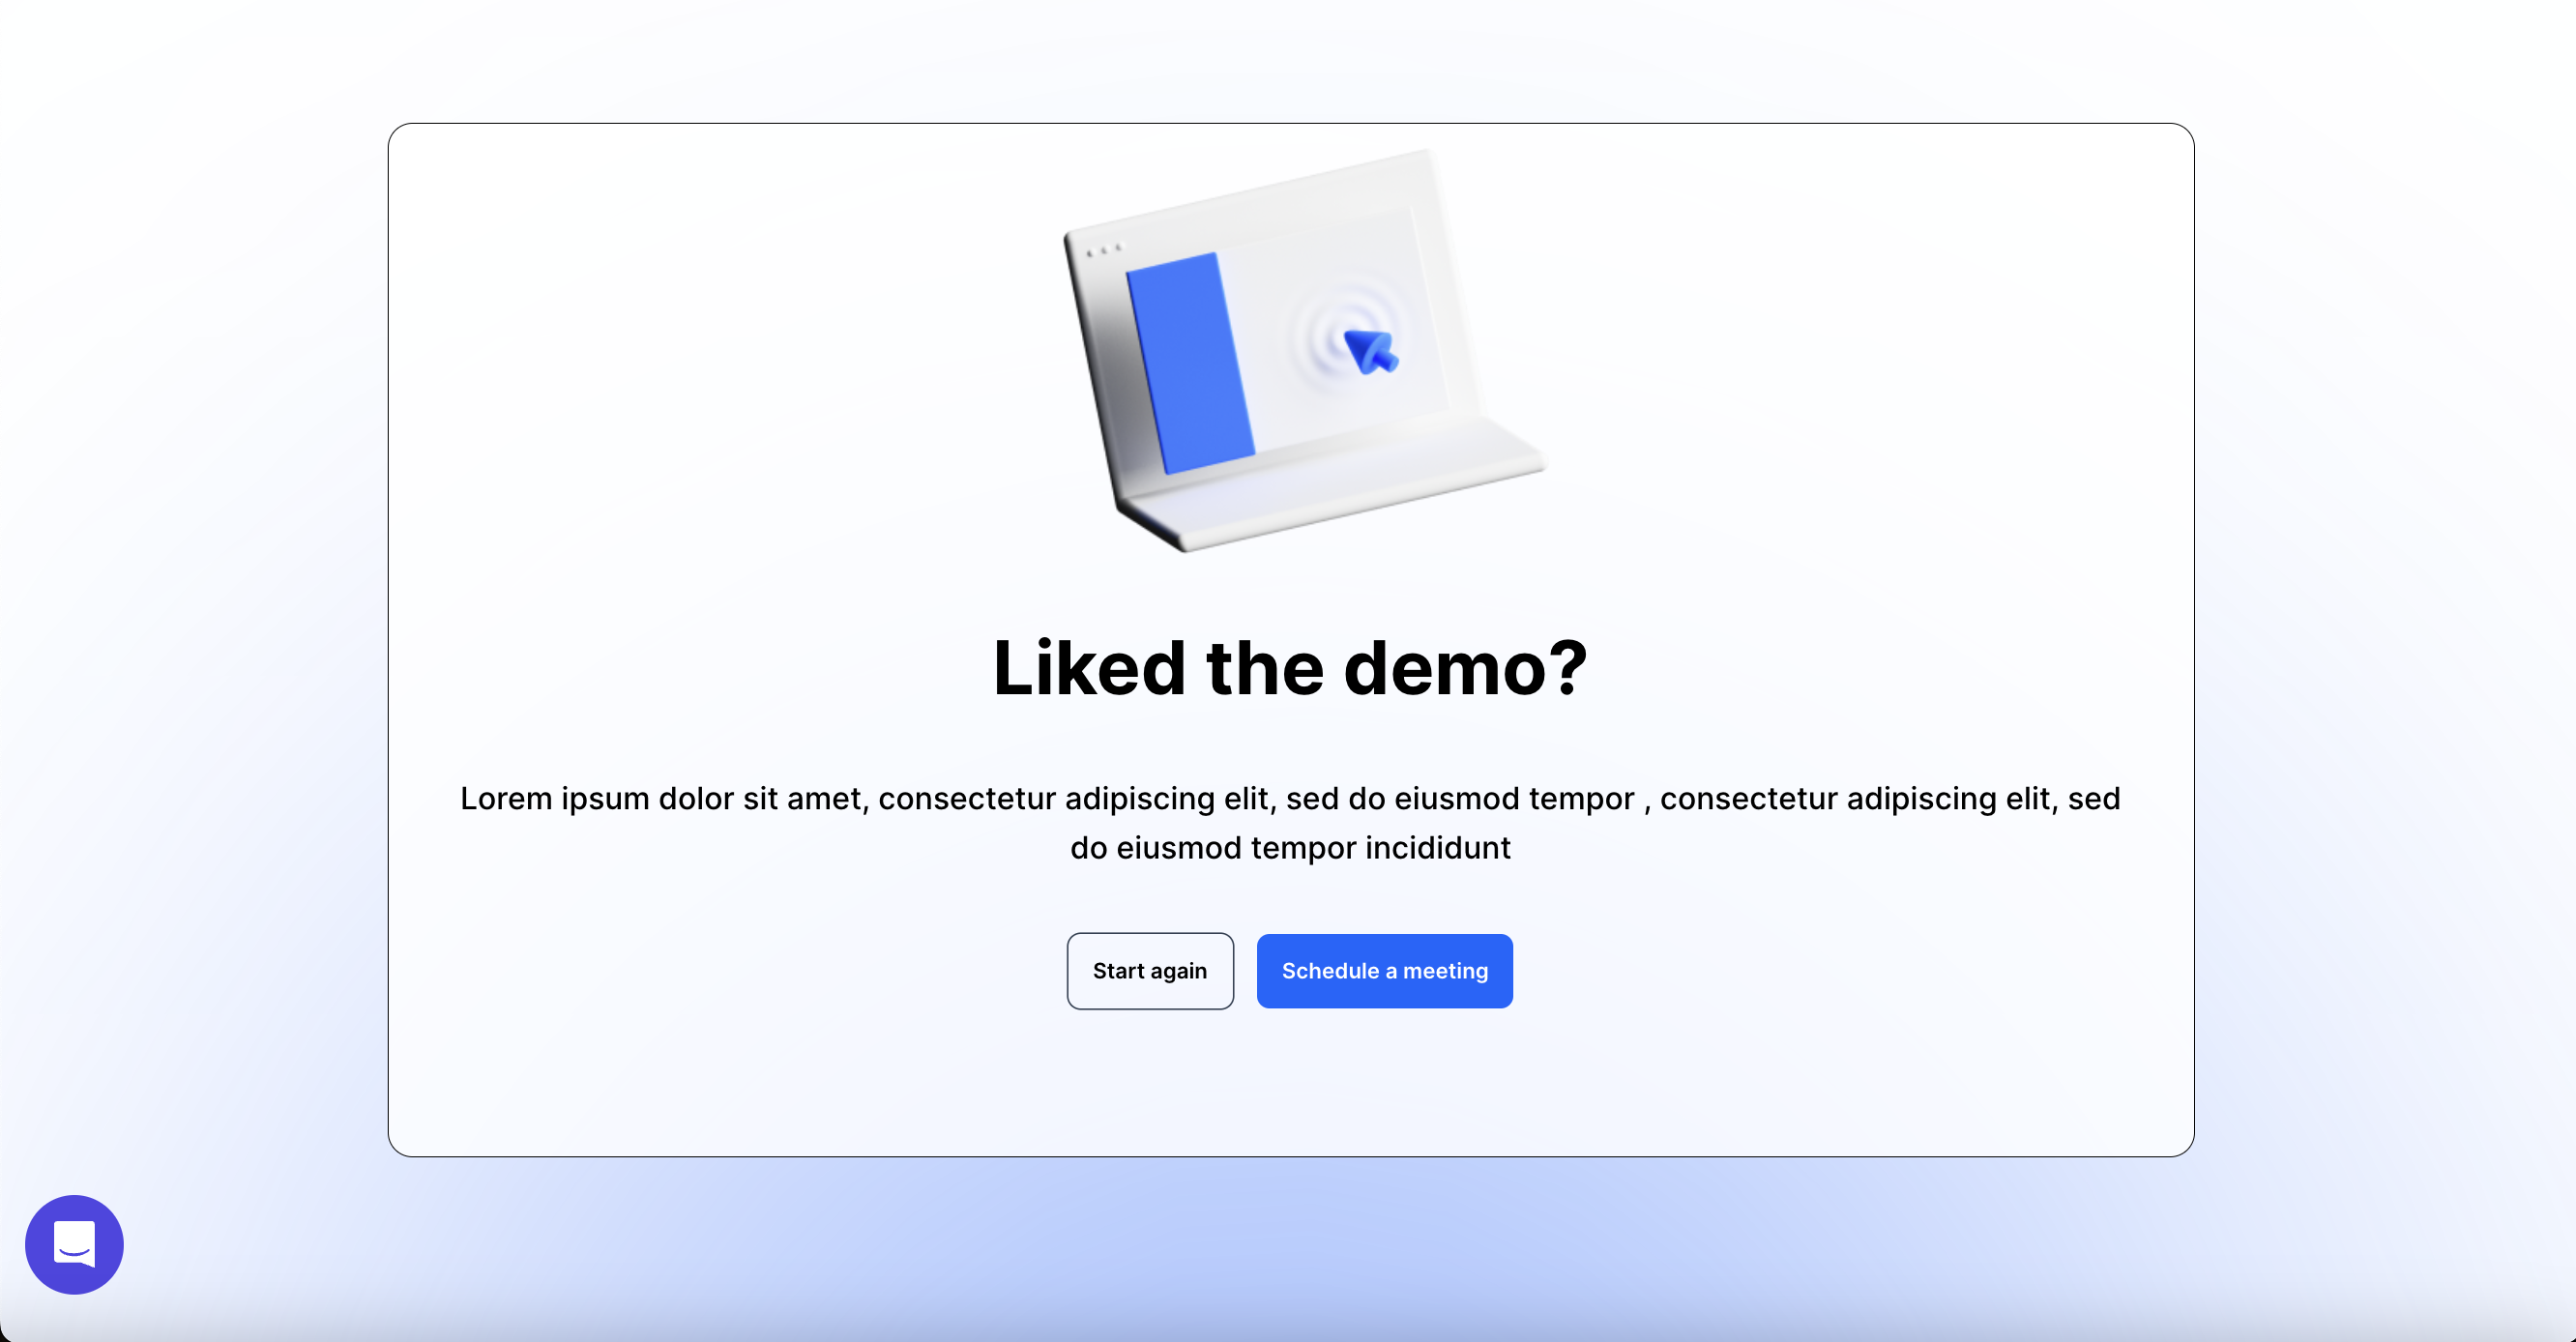 Liked the demo?
Lorem ipsum dolor sit amet, consectetur adipiscing elit, sed do eiusmod tempor , consectetur adipiscing elit, sed
do eiusmod tempor incididunt
Start again
Schedule a meeting